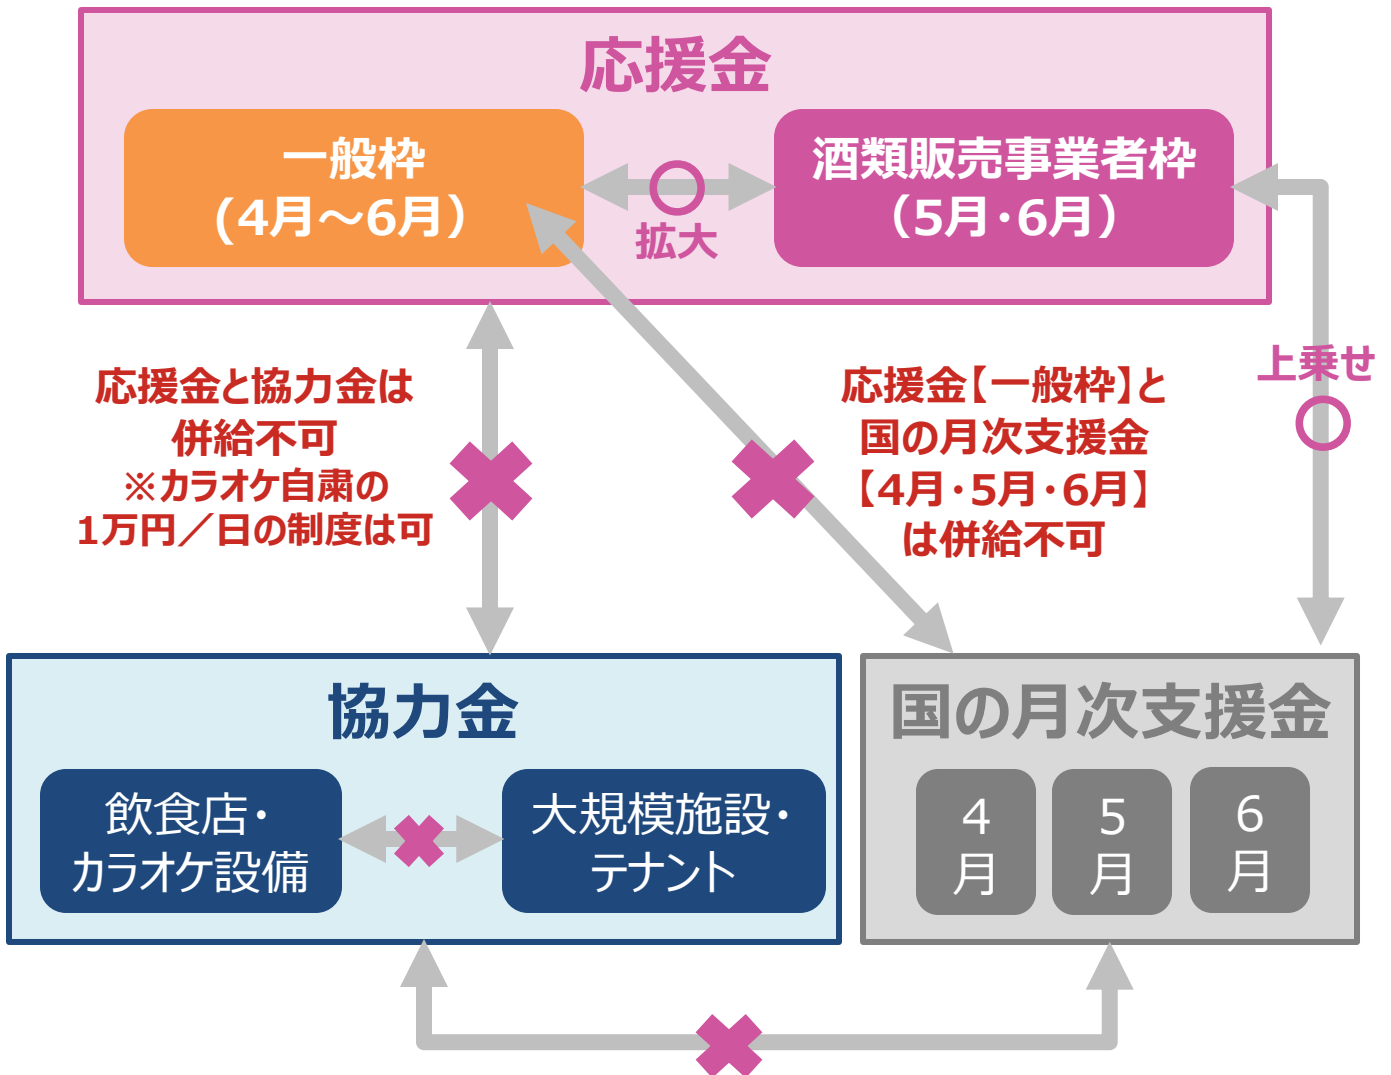 応援金
一般枠
(4月～6月)
拡大
酒類販売事業者枠
(5月・6月)
応援金と協力金は
併給不可
※カラオケ自粛の
1万円／日の制度は可
応援金【一般枠】と
国の月次支援金
【4月・5月・6月】
は併給不可
上乗せ
協力金
飲食店・
カラオケ設備
大規模施設・
テナント
国の月次支援金
4
月
5
月
6
月